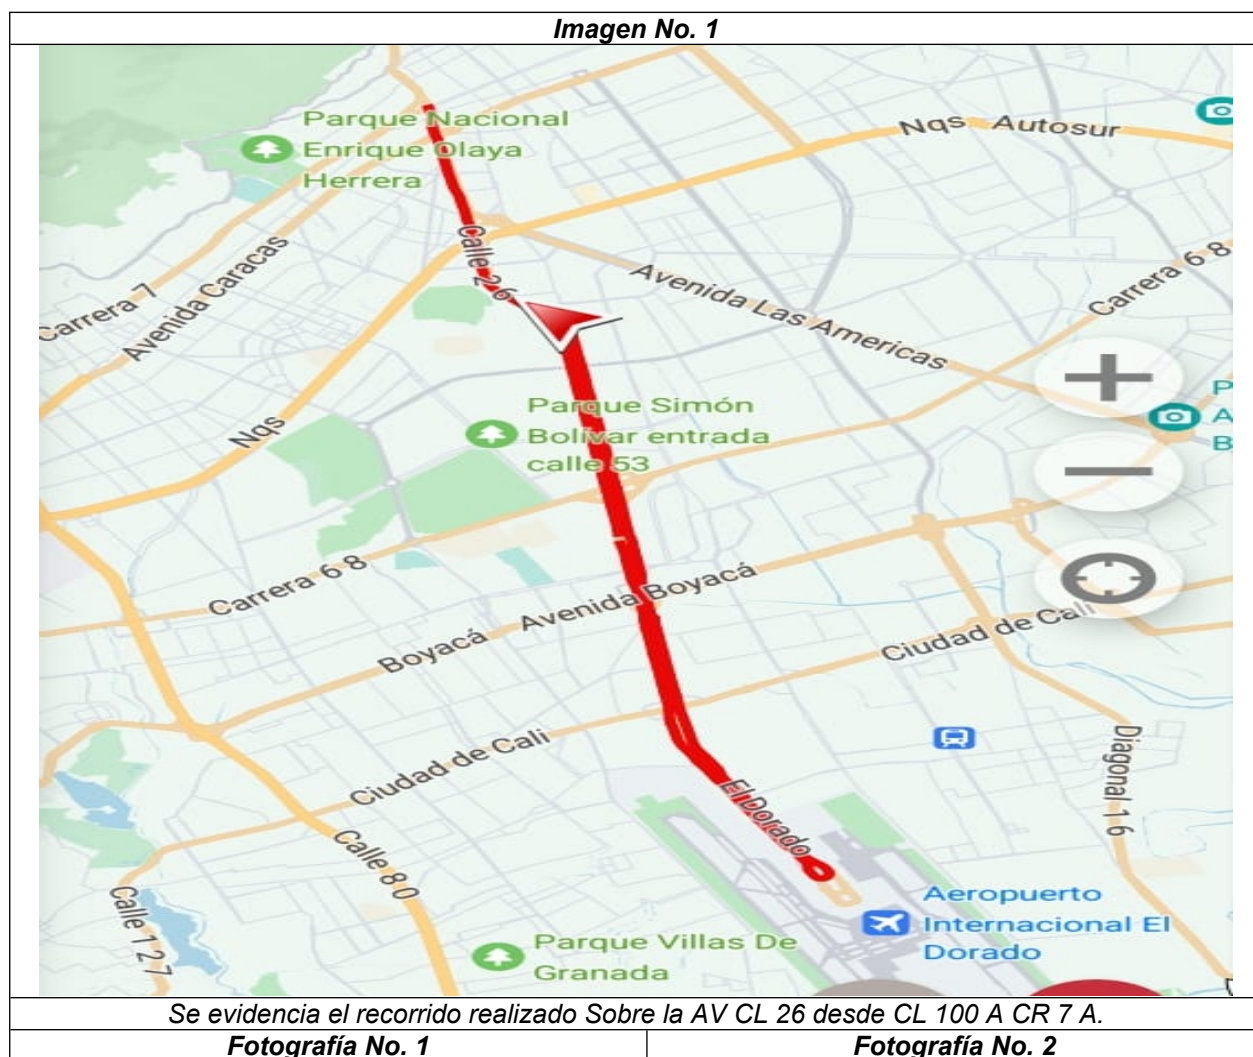 Imagen No. 1
Parque Nacional
Enrique Olaya
Herrera
Nqs Autosur
Calle 26
Carrera 7
Avenida Caracas
Avenida Las Americas
Carrera 68
Nqs
Parque Simón
Bolívar entrada
calle 53
P
A
B
Carrera 68
Avenida Boyacá
Boyacá
Ciudad de Cali
Ciudad de Cali
Diagonal 16
El Dorado
Calle 80
Calle 127
Aeropuerto
Internacional El
Dorado
Parque Villas De
Granada
Se evidencia el recorrido realizado Sobre la AV CL 26 desde CL 100 A CR 7 A.
Fotografía No. 1
Fotografía No. 2